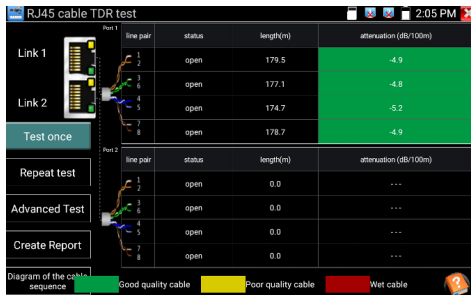 RJ45 cable TDR test
2:05 PM
Port 1
line pair status length(m) attenuation (dB/100m)
Link 1
1
2 open 179.5 -4.9
3
6 open 177.1 -4.8
Link 2
4
5 open 174.7 -5.2
7
8 open 178.7 -4.9
Test once
Port 2
line pair status length(m) attenuation (dB/100m)
Repeat test
1
2 open 0.0 ---
Advanced Test
3
6 open 0.0 ---
4
5 open 0.0 ---
Create Report
7
8 open 0.0 ---
Diagram of the cable
sequence
Good quality cable Poor quality cable Wet cable